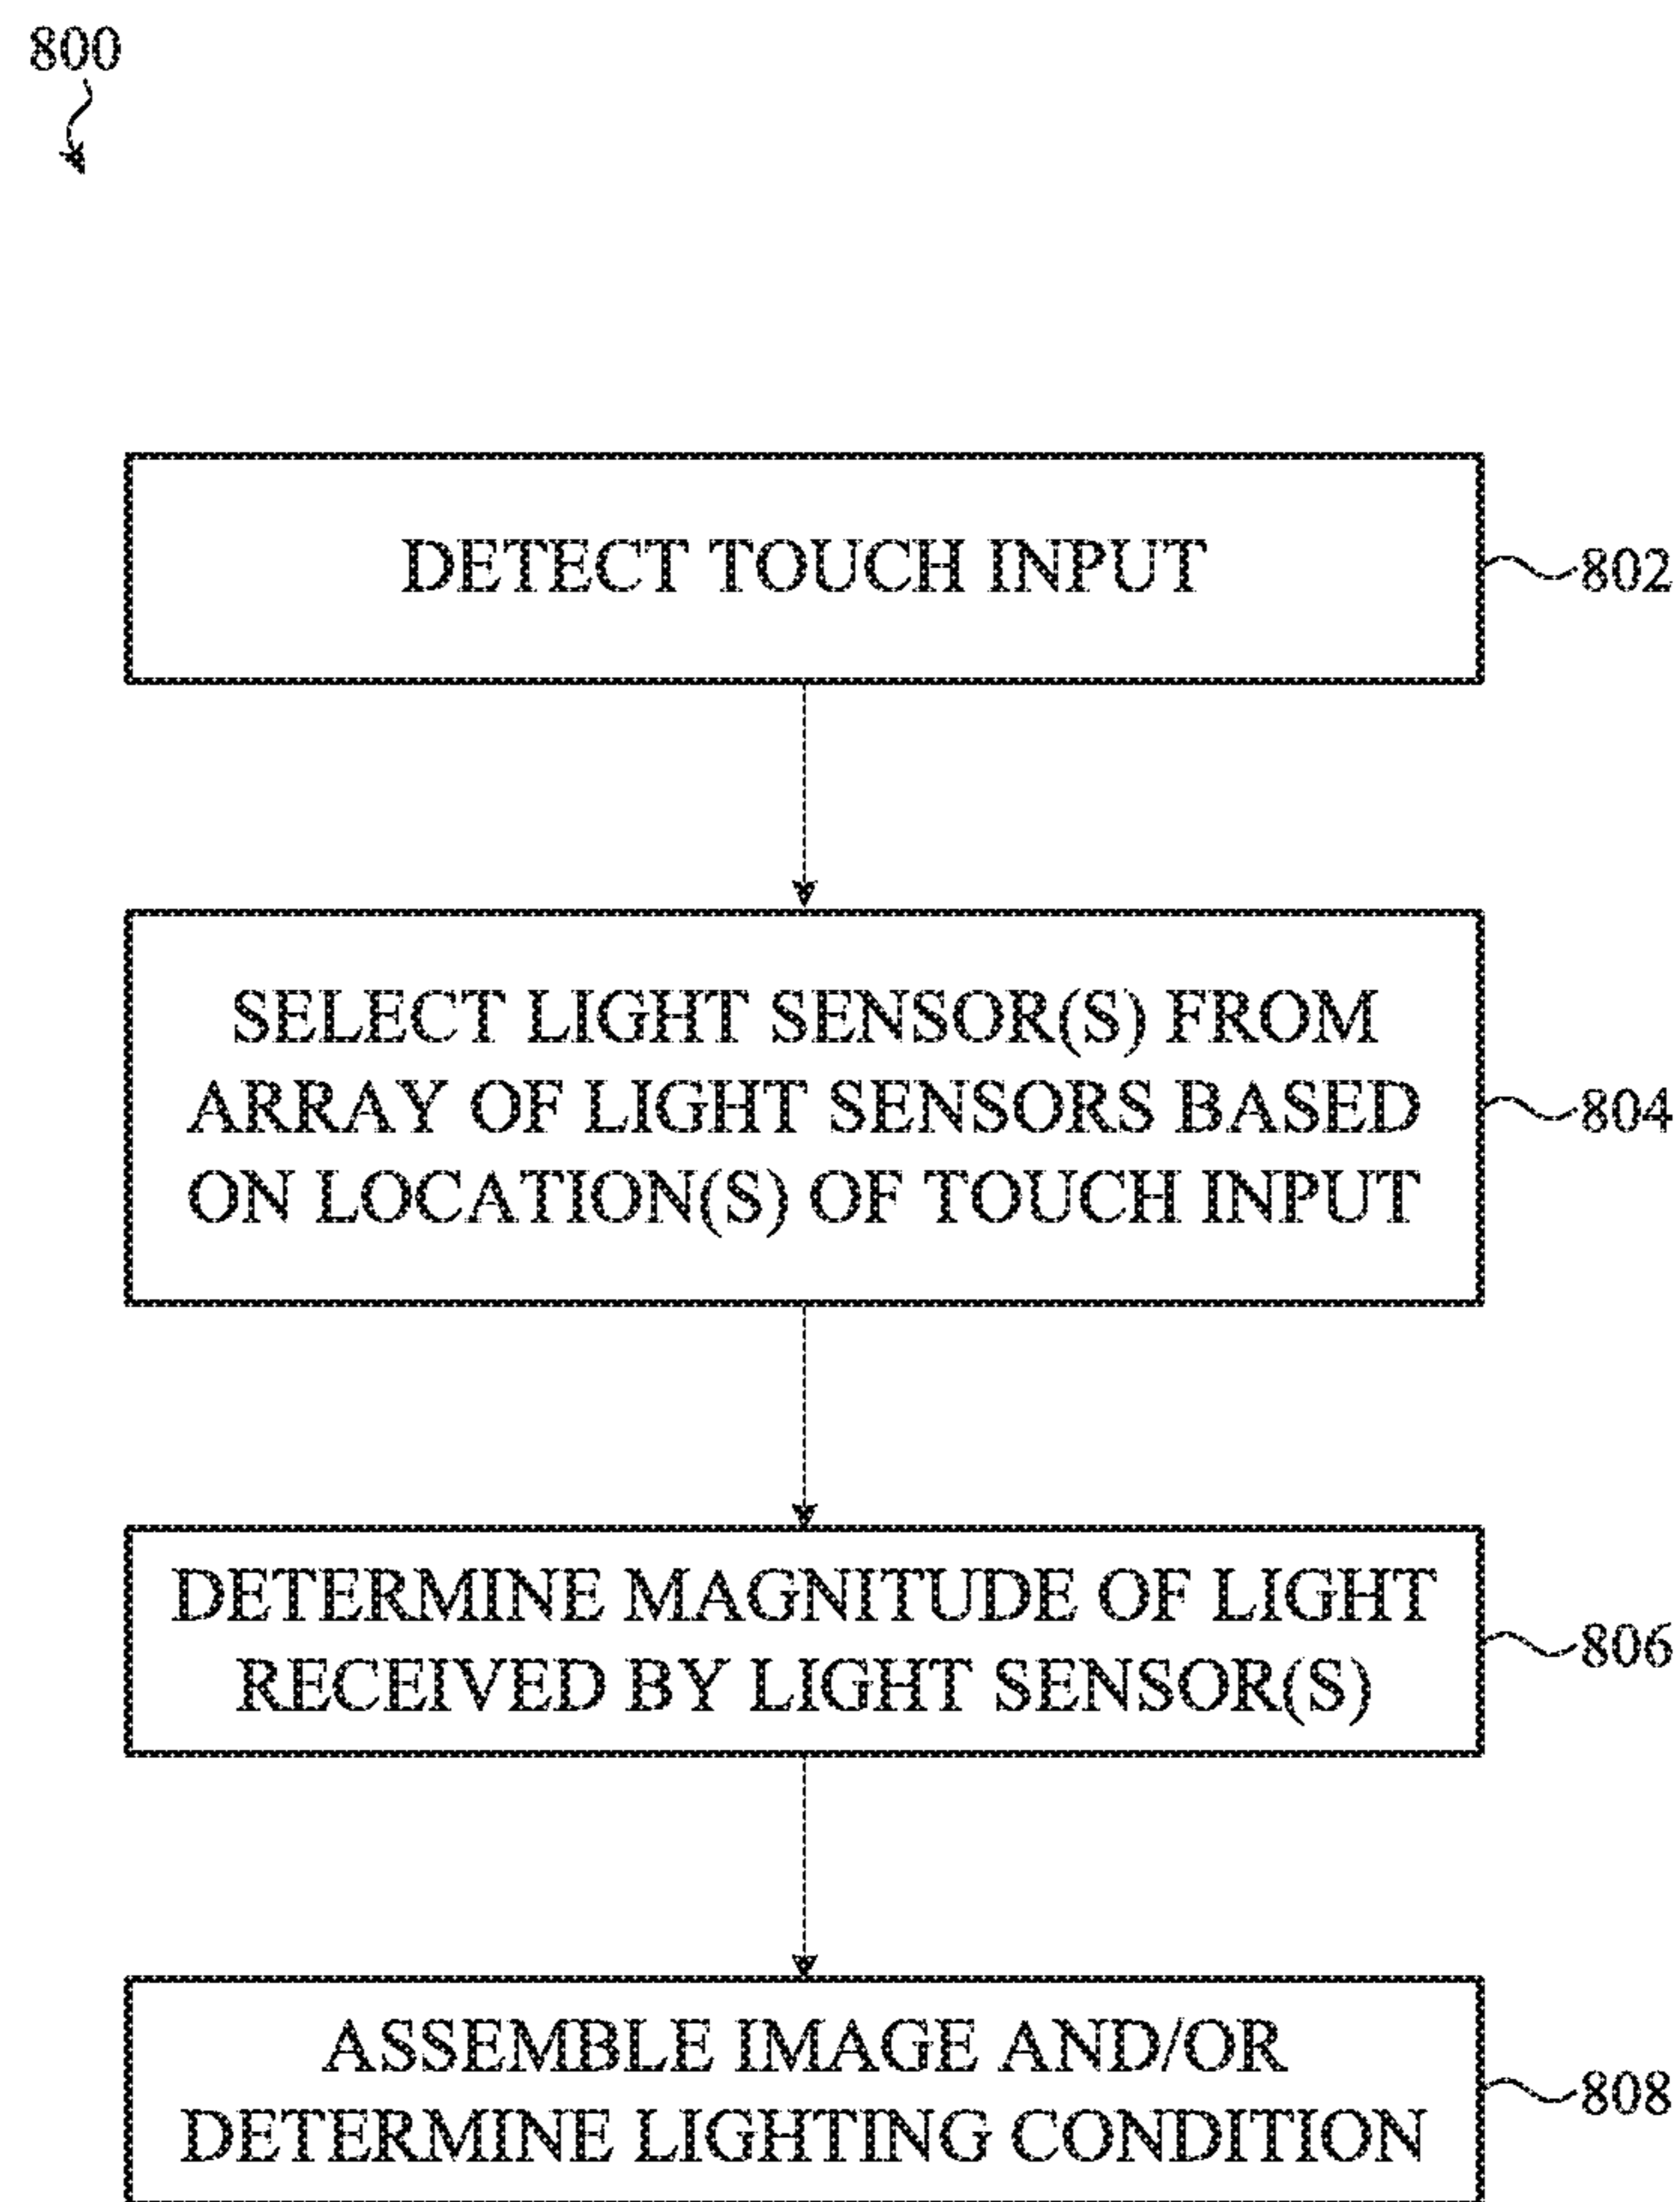 800
DETECT TOUCH INPUT
802
SELECT LIGHT SENSOR(S) FROM
ARRAY OF LIGHT SENSORS BASED
ON LOCATION(S) OF TOUCH INPUT
804
DETERMINE MAGNITUDE OF LIGHT
RECEIVED BY LIGHT SENSOR(S)
806
ASSEMBLE IMAGE AND/OR
DETERMINE LIGHTING CONDITION
808